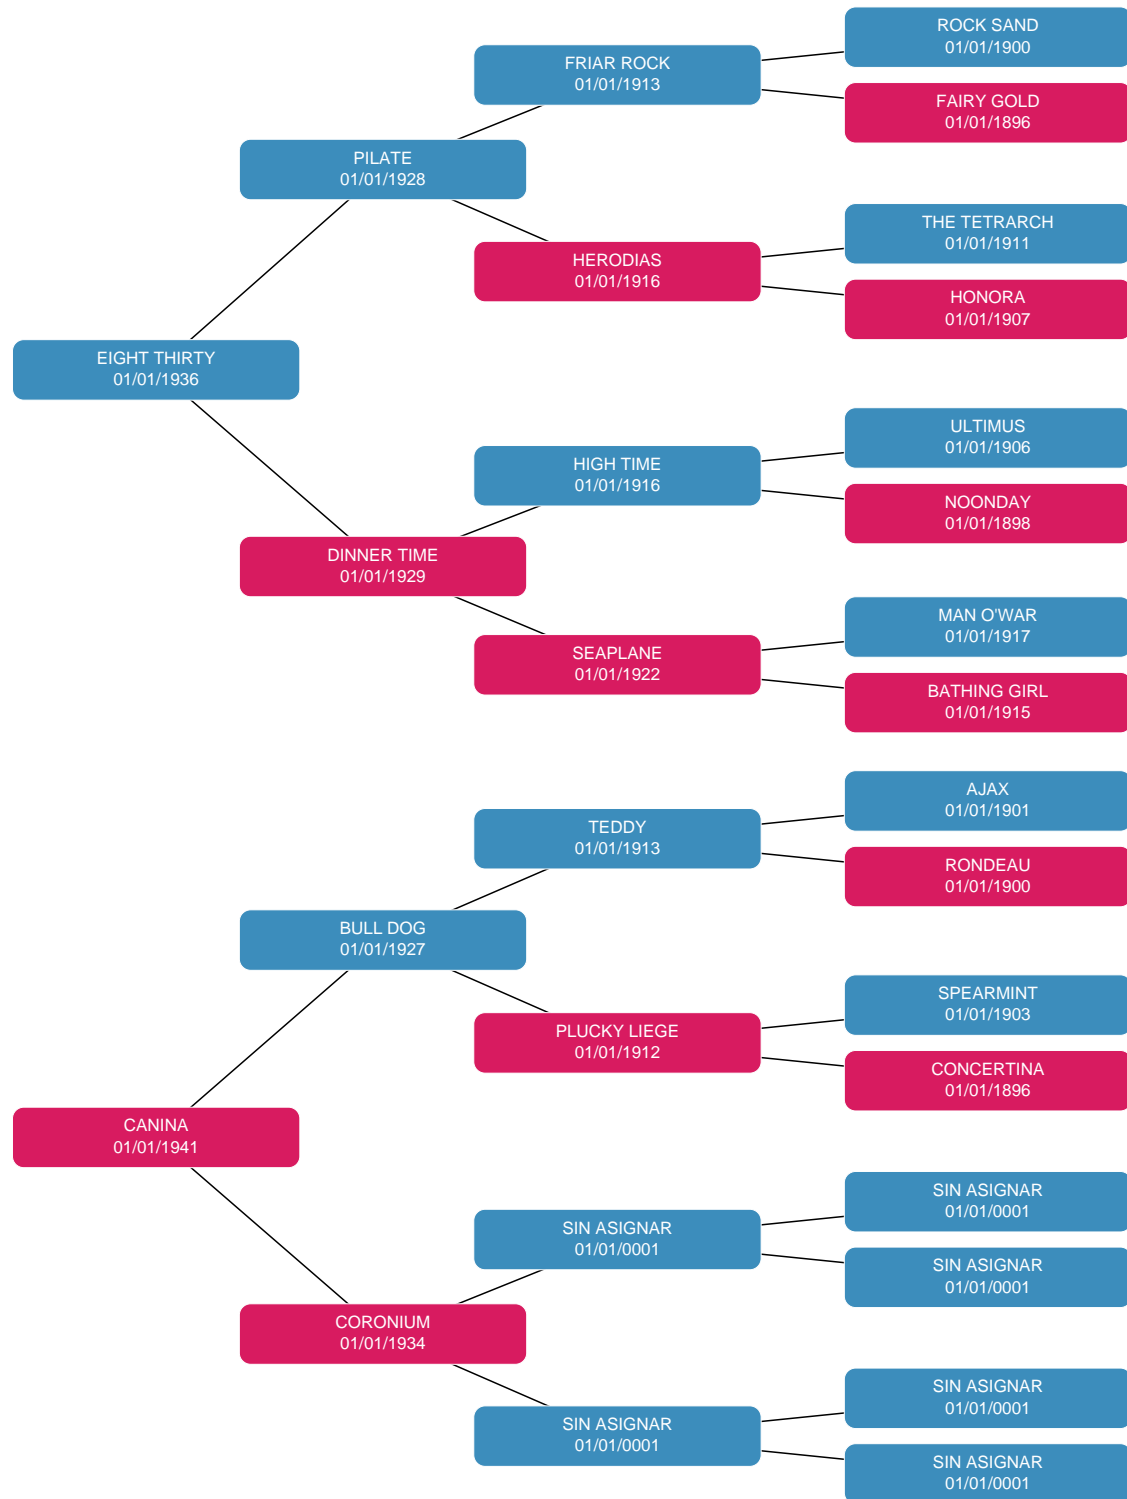 ROCK SAND
01/01/1900
FRIAR ROCK
01/01/1913
FAIRY GOLD
01/01/1896
PILATE
01/01/1928
THE TETRARCH
01/01/1911
HERODIAS
01/01/1916
HONORA
01/01/1907
EIGHT THIRTY
01/01/1936
ULTIMUS
01/01/1906
HIGH TIME
01/01/1916
NOONDAY
01/01/1898
DINNER TIME
01/01/1929
MAN O'WAR
01/01/1917
SEAPLANE
01/01/1922
BATHING GIRL
01/01/1915
AJAX
01/01/1901
TEDDY
01/01/1913
RONDEAU
01/01/1900
BULL DOG
01/01/1927
SPEARMINT
01/01/1903
PLUCKY LIEGE
01/01/1912
CONCERTINA
01/01/1896
CANINA
01/01/1941
SIN ASIGNAR
01/01/0001
SIN ASIGNAR
01/01/0001
SIN ASIGNAR
01/01/0001
CORONIUM
01/01/1934
SIN ASIGNAR
01/01/0001
SIN ASIGNAR
01/01/0001
SIN ASIGNAR
01/01/0001